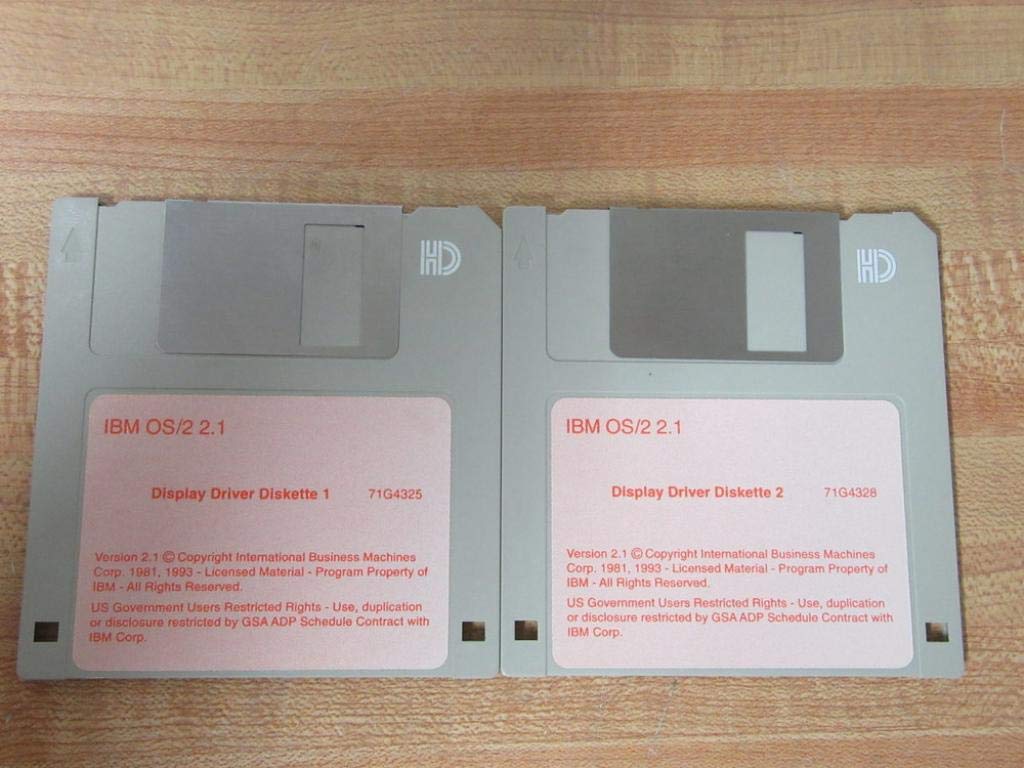 HD
IBM OS/2 2.1
Display Driver Diskette 1 71G4325
Version 2.1 © Copyright International Business Machines
Corp. 1981, 1993 - Licensed Material - Program Property of
IBM - All Rights Reserved.
US Government Users Restricted Rights - Use, duplication
or disclosure restricted by GSA ADP Schedule Contract with
IBM Corp.
HD
IBM OS/2 2.1
Display Driver Diskette 2 71G4328
Version 2.1 © Copyright International Business Machines
Corp. 1981, 1993 - Licensed Material - Program Property of
IBM - All Rights Reserved.
US Government Users Restricted Rights - Use, duplication
or disclosure restricted by GSA ADP Schedule Contract with
IBM Corp.